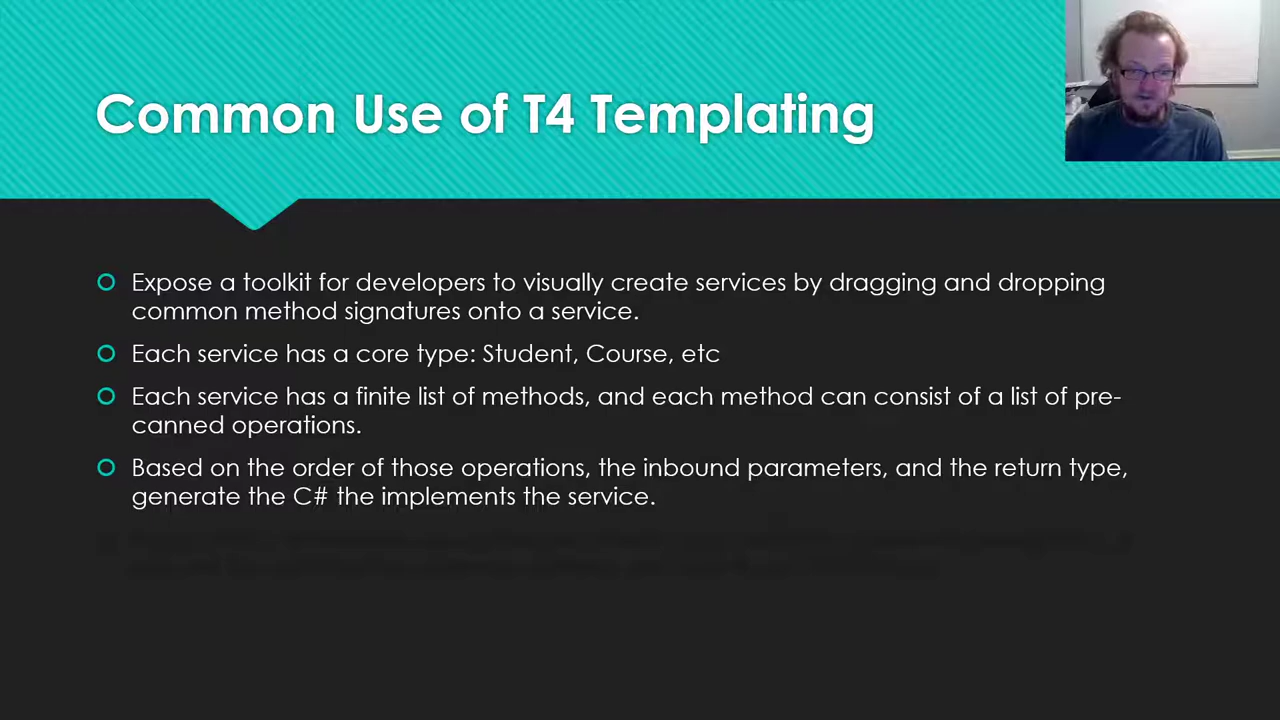 Common Use of T4 Templating
Expose a toolkit for developers to visually create services by dragging and dropping
common method signatures onto a service.
Each service has a core type: Student, Course, etc
Each service has a finite list of methods, and each method can consist of a list of pre-
canned operations.
Based on the order of those operations, the inbound parameters, and the return type,
generate the C# the implements the service.